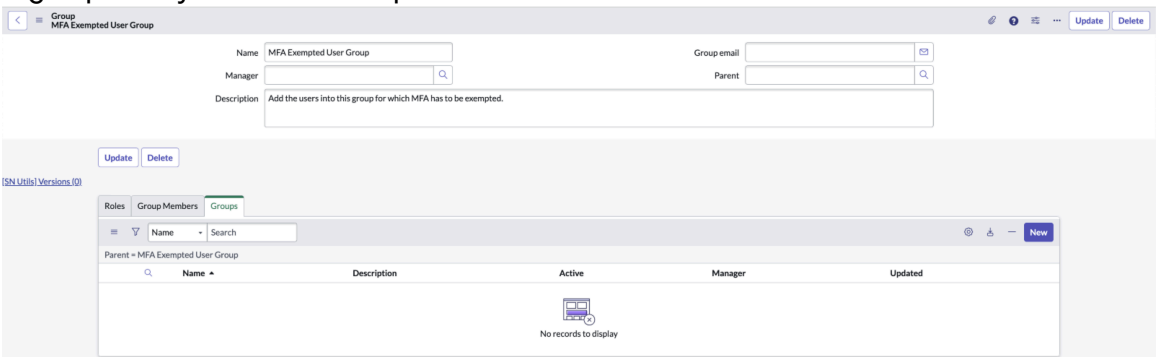 Group
MFA Exempted User Group
Update Delete
Name MFA Exempted User Group Group email
Manager Parent
Description Add the users into this group for which MFA has to be exempted.
Update Delete
[SN Utils] Versions (0)
Roles Group Members Groups
Name Search New
Parent = MFA Exempted User Group
Name Description Active Manager Updated
No records to display